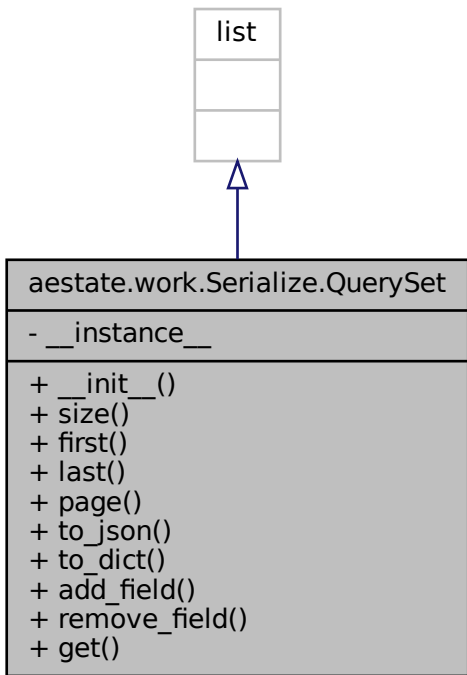 list
aestate.work.Serialize.QuerySet
- __instance__
+ __init__()
+ size()
+ first()
+ last()
+ page()
+ to_json()
+ to_dict()
+ add_field()
+ remove_field()
+ get()